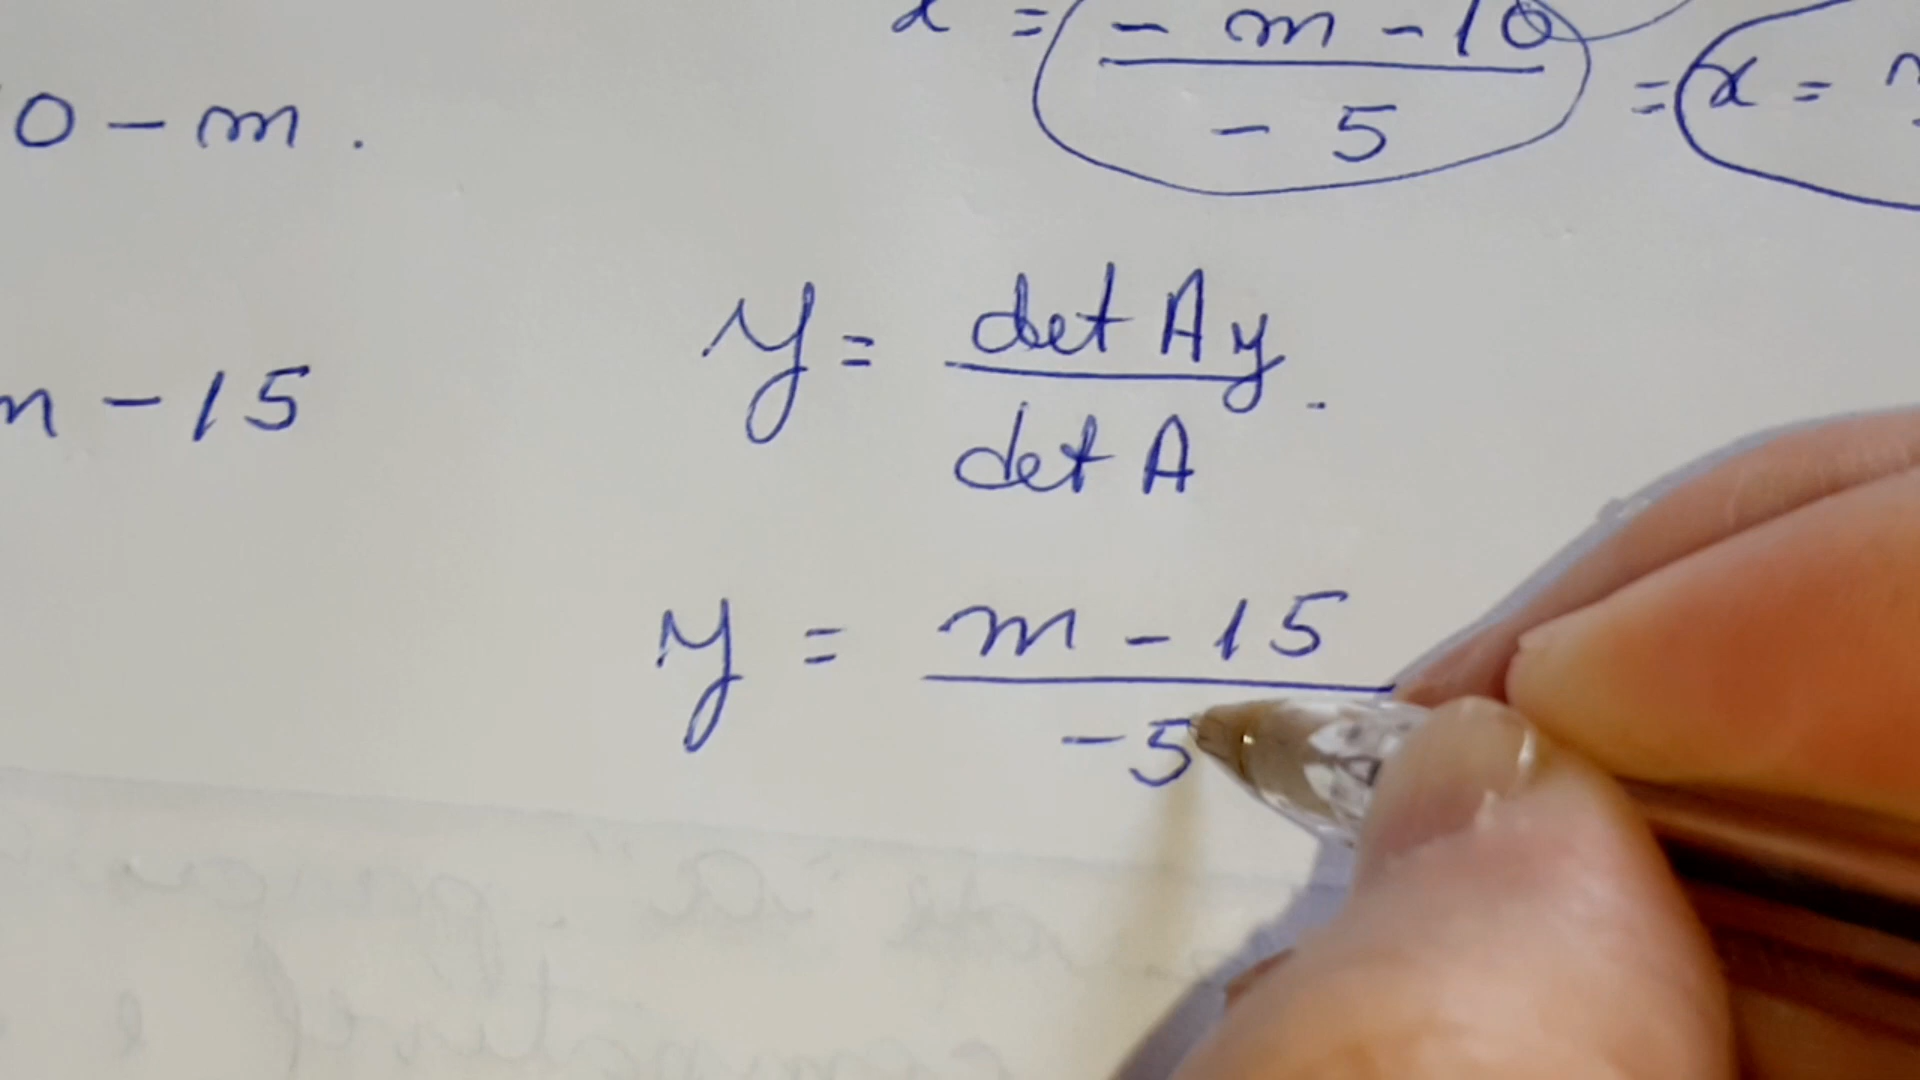 x = - m - 10
0 - m .
- 5
= x =
y = det Ay .
m - 15
det A
y = m - 15
-5